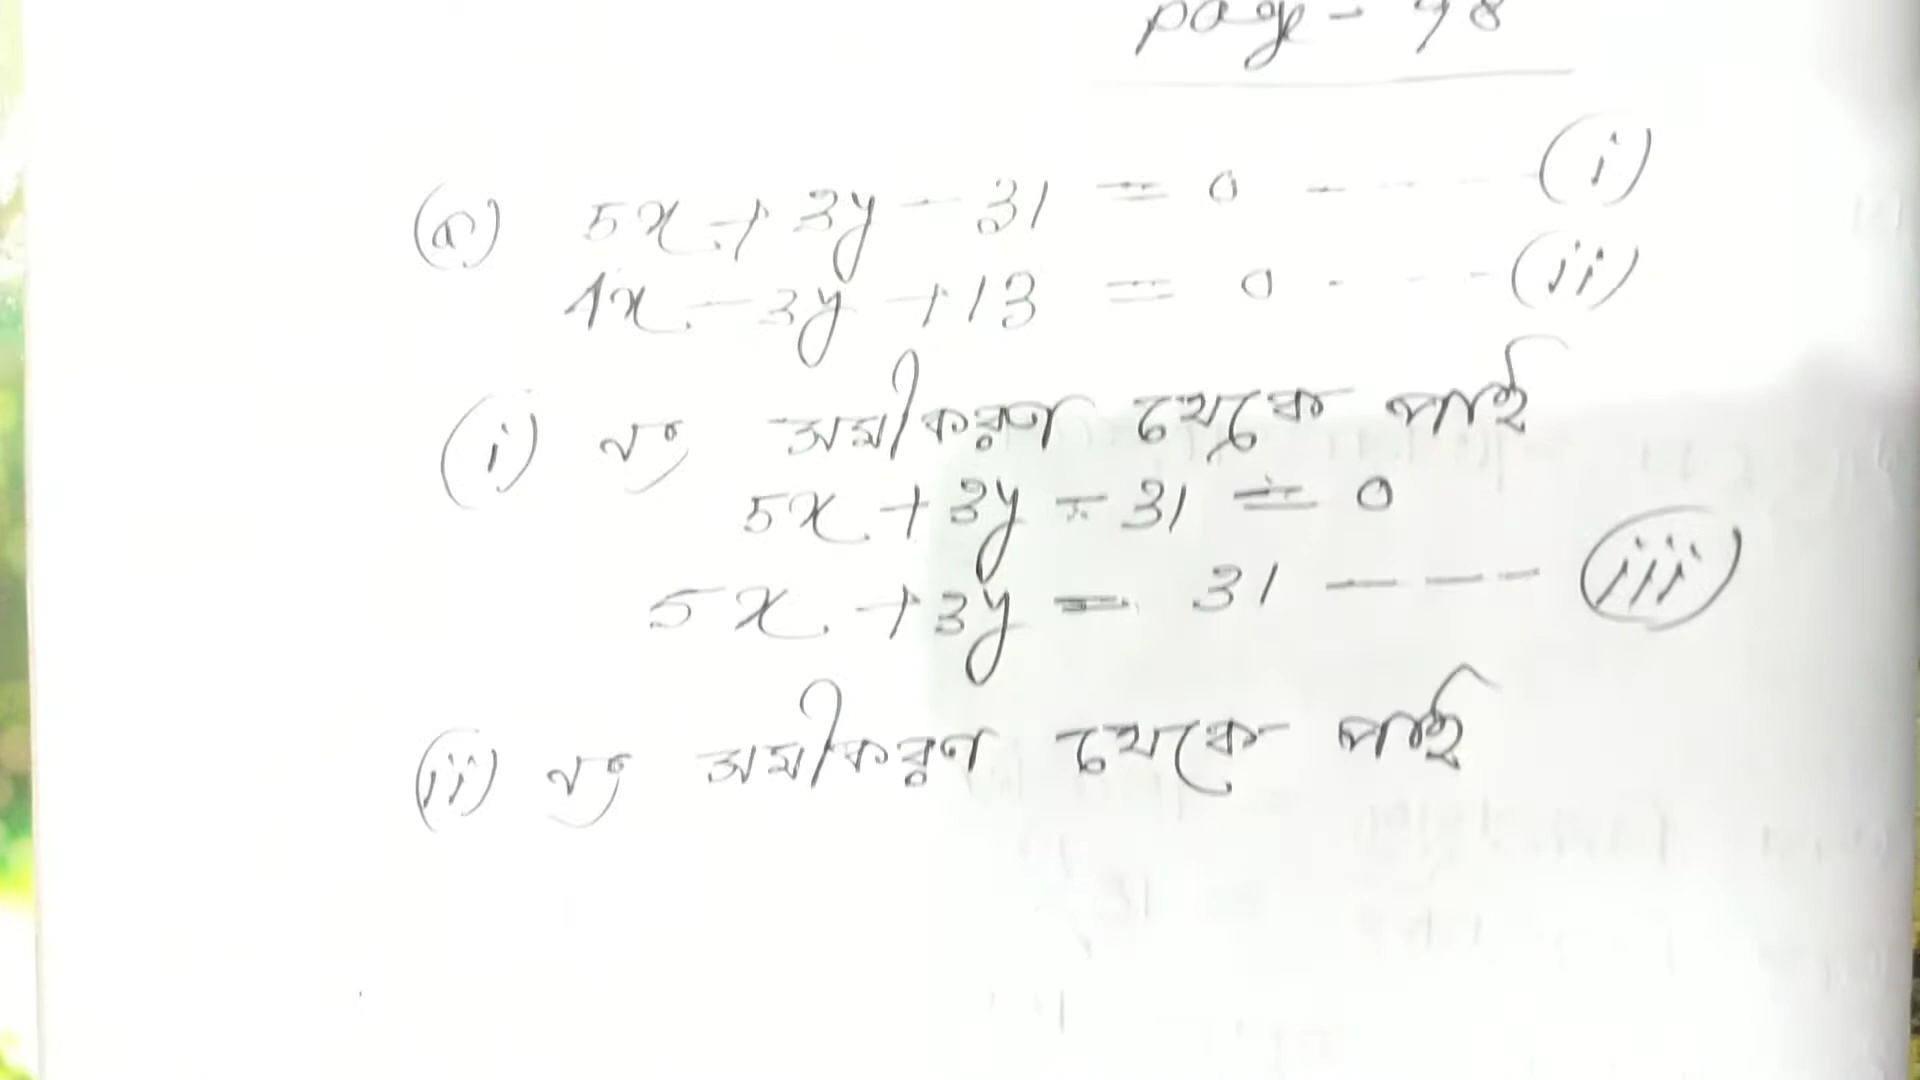 page - 98
(ক) 5x + 3y - 31 = 0 - - - - (i)
4x - 3y + 13 = 0 - - - (ii)
(i) নং সমীকরণ থেকে পাই
5x + 3y - 31 = 0
5x + 3y = 31 - - - (iii)
(ii) নং সমীকরণ থেকে পাই